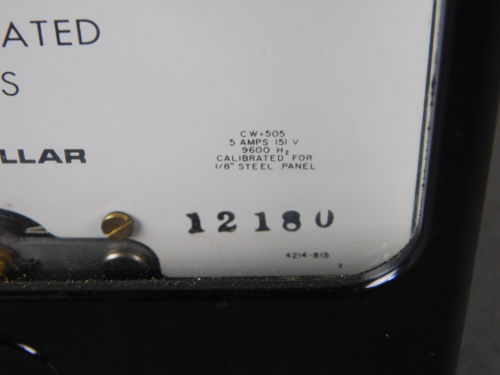 ATED
S
LLAR
CW-505
5 AMPS 151 V
9600 Hz
CALIBRATED FOR
1/8" STEEL PANEL
12180
4214-815